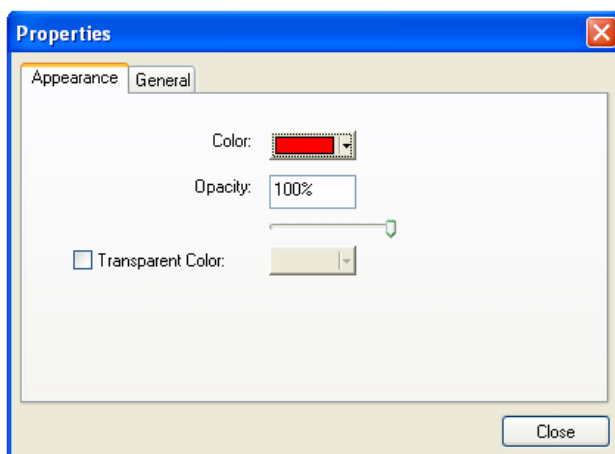 Properties
Appearance General
Color:
Opacity: 100%
Transparent Color:
Close